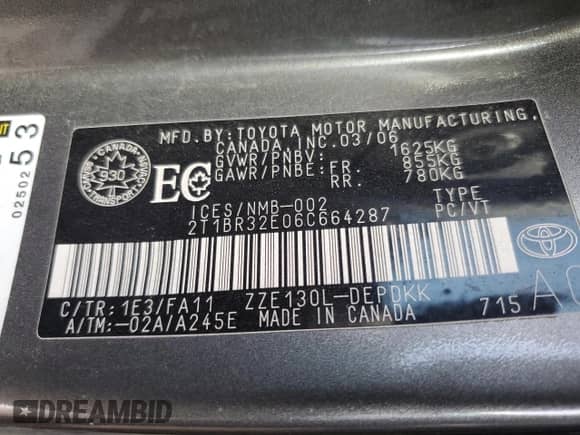 MFD. BY: TOYOTA MOTOR MANUFACTURING,
CANADA, INC. 03/06
GVWR/PNBV: 1625KG
GAWR/PNBE: FR: 855KG
RR. 780KG
CANADA
930
EC
ICES/NMB-002
TYPE
2T1BR32E06C664287
PC/VT
C/TR: 1E3/FA11 ZZE130L-DEPDKK
A/TM: -02A/A245E MADE IN CANADA
715
TOYOTA
0250253
DREAMBID